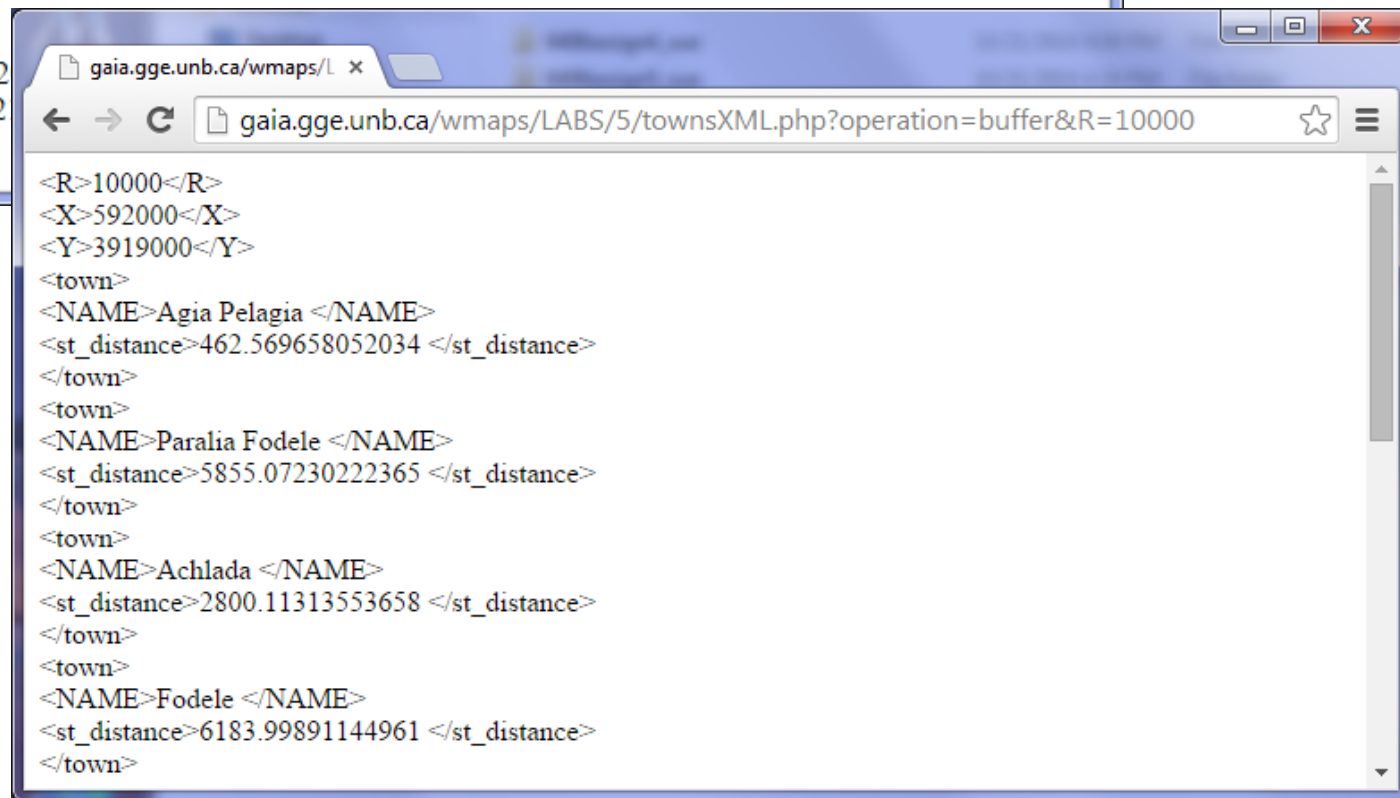 2
2
gaia.gge.unb.ca/wmaps/L
gaia.gge.unb.ca/wmaps/LABS/5/townsXML.php?operation=buffer&R=10000
<R>10000</R>
<X>592000</X>
<Y>3919000</Y>
<town>
<NAME>Agia Pelagia </NAME>
<st_distance>462.569658052034 </st_distance>
</town>
<town>
<NAME>Paralia Fodele </NAME>
<st_distance>5855.07230222365 </st_distance>
</town>
<town>
<NAME>Achlada </NAME>
<st_distance>2800.11313553658 </st_distance>
</town>
<town>
<NAME>Fodele </NAME>
<st_distance>6183.99891144961 </st_distance>
</town>